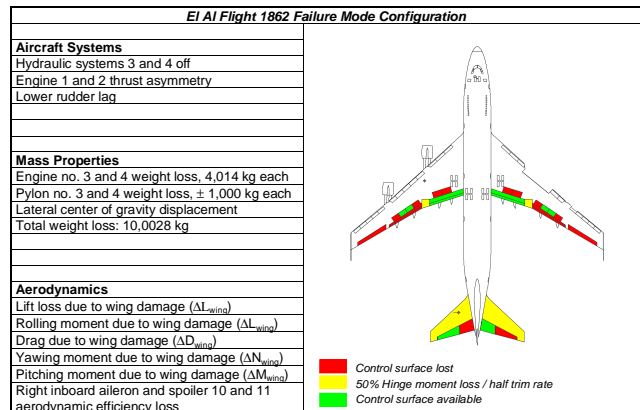 El Al Flight 1862 Failure Mode Configuration
Aircraft Systems
Hydraulic systems 3 and 4 off
Engine 1 and 2 thrust asymmetry
Lower rudder lag
Mass Properties
Engine no. 3 and 4 weight loss, 4,014 kg each
Pylon no. 3 and 4 weight loss, ± 1,000 kg each
Lateral center of gravity displacement
Total weight loss: 10,0028 kg
Aerodynamics
Lift loss due to wing damage (ΔLwing)
Rolling moment due to wing damage (ΔLwing)
Drag due to wing damage (ΔDwing)
Yawing moment due to wing damage (ΔNwing)
Pitching moment due to wing damage (ΔMwing)
Right inboard aileron and spoiler 10 and 11
aerodynamic efficiency loss
Control surface lost
50% Hinge moment loss / half trim rate
Control surface available